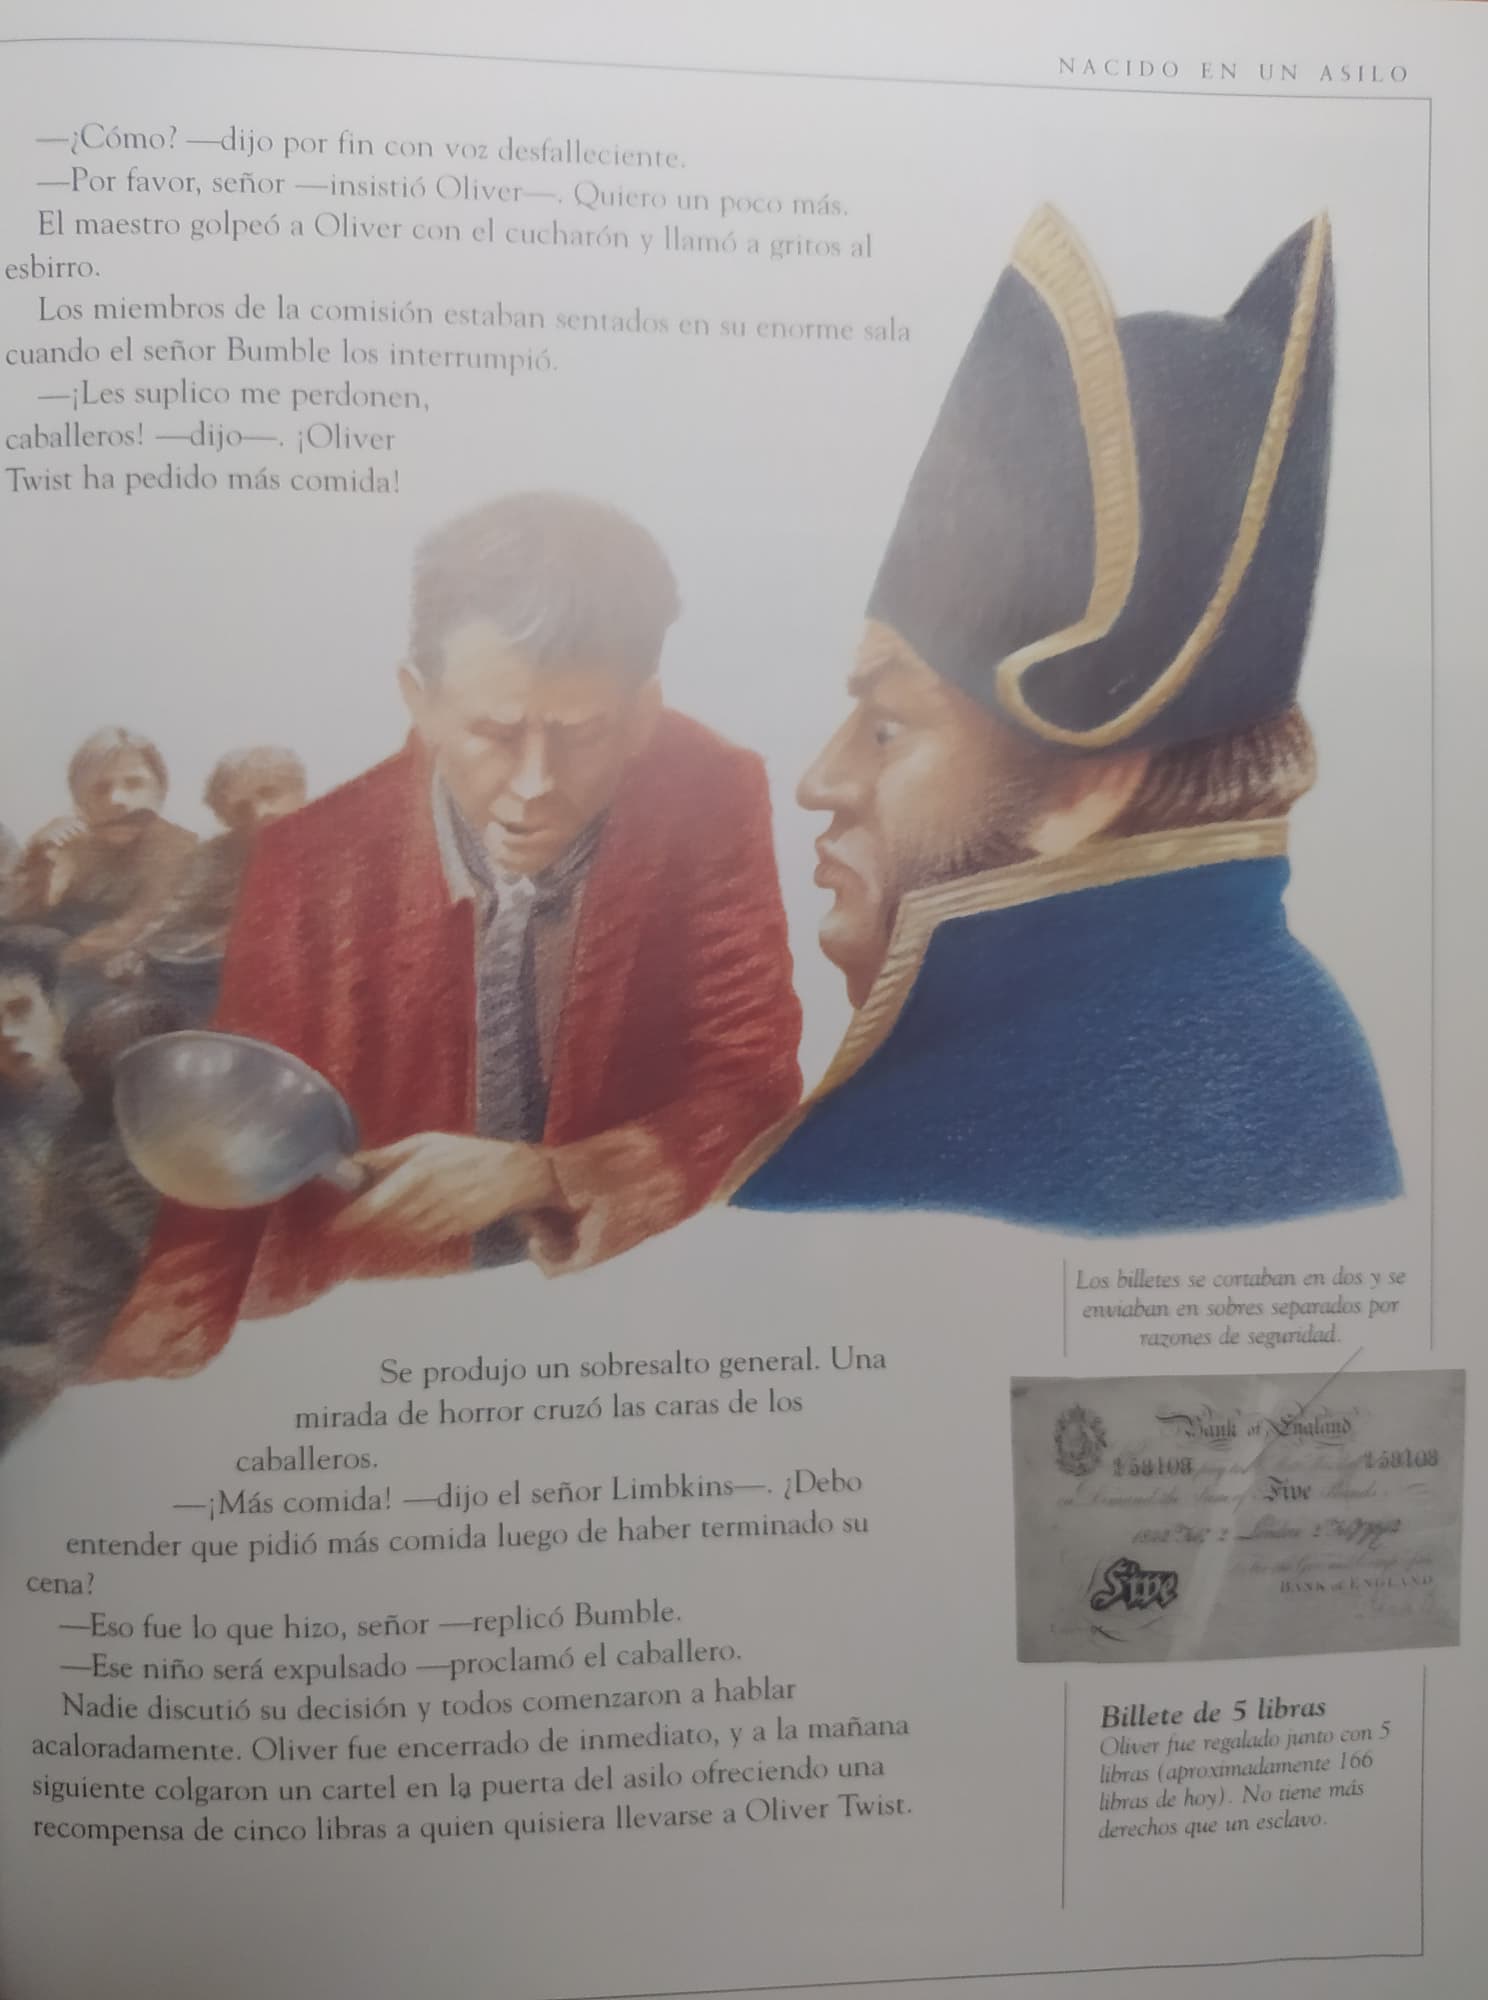 NACIDO EN UN ASILO
—¿Cómo? —dijo por fin con voz desfalleciente.
—Por favor, señor —insistió Oliver—. Quiero un poco más.
El maestro golpeó a Oliver con el cucharón y llamó a gritos al
esbirro.
Los miembros de la comisión estaban sentados en su enorme sala
cuando el señor Bumble los interrumpió.
—¡Les suplico me perdonen,
caballeros! —dijo—. ¡Oliver
Twist ha pedido más comida!
Se produjo un sobresalto general. Una
mirada de horror cruzó las caras de los
caballeros.
—¡Más comida! —dijo el señor Limbkins—. ¿Debo
entender que pidió más comida luego de haber terminado su
cena?
—Eso fue lo que hizo, señor —replicó Bumble.
—Ese niño será expulsado —proclamó el caballero.
Nadie discutió su decisión y todos comenzaron a hablar
acaloradamente. Oliver fue encerrado de inmediato, y a la mañana
siguiente colgaron un cartel en la puerta del asilo ofreciendo una
recompensa de cinco libras a quien quisiera llevarse a Oliver Twist.
Los billetes se cortaban en dos y se
enviaban en sobres separados por
razones de seguridad.
Bank of England
Five
London
Five
BANK of ENGLAND
Billete de 5 libras
Oliver fue regalado junto con 5
libras (aproximadamente 166
libras de hoy). No tiene más
derechos que un esclavo.